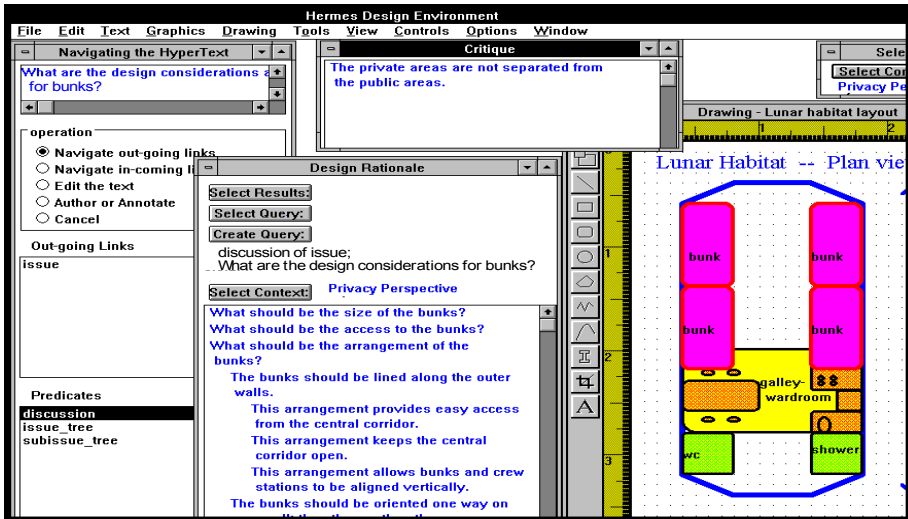 Hermes Design Environment
File Edit Text Graphics Drawing Tools View Controls Options Window
Navigating the HyperText
What are the design considerations
for bunks?
operation
Navigate out-going links
Navigate in-coming
Edit the text
Author or Annotate
Cancel
Out-going Links
issue
Predicates
discussion
issue_tree
subissue_tree
Critique
The private areas are not separated from
the public areas.
Design Rationale
Select Results:
Select Query:
Create Query:
discussion of issue;
What are the design considerations for bunks?
Select Context: Privacy Perspective
What should be the size of the bunks?
What should be the access to the bunks?
What should be the arrangement of the
bunks?
The bunks should be lined along the outer
walls.
This arrangement provides easy access
from the central corridor.
This arrangement keeps the central
corridor open.
This arrangement allows bunks and crew
stations to be aligned vertically.
The bunks should be oriented one way on
Sele
Select Cor
Privacy Pe
Drawing - Lunar habitat layout
1 2
Lunar Habitat -- Plan vie
1
2
3
A
bunk bunk
bunk bunk
galley-
wardroom
wc shower